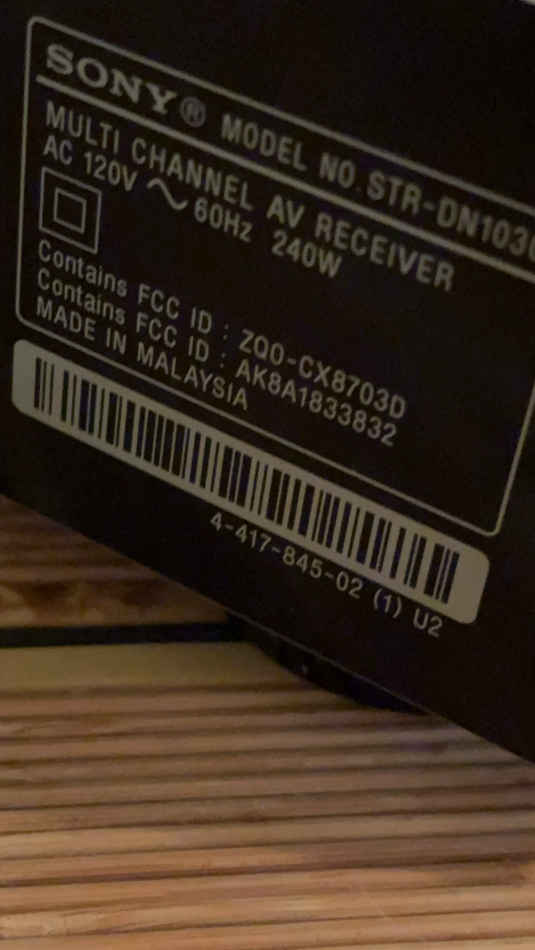 SONY® MODEL NO. STR-DN1030
MULTI CHANNEL AV RECEIVER
AC 120V ~ 60Hz 240W
Contains FCC ID : ZQ0-CX8703D
Contains FCC ID : AK8A1833832
MADE IN MALAYSIA
4-417-845-02 (1) U2